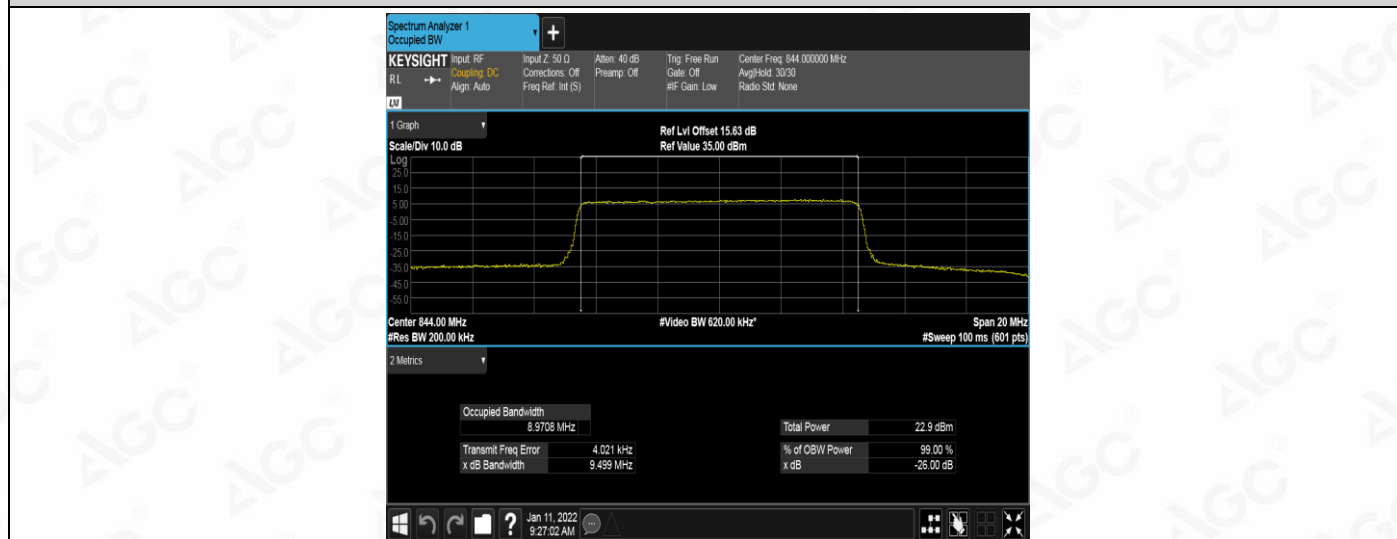 Spectrum Analyzer 1
Occupied BW
+
KEYSIGHT
RL
LXI
Input: RF
Coupling: DC
Align: Auto
Input Z: 50 Ω
Corrections: Off
Freq Ref: Int (S)
Atten: 40 dB
Preamp: Off
Trig: Free Run
Gate: Off
#IF Gain: Low
Center Freq: 844.000000 MHz
Avg|Hold: 30/30
Radio Std: None
1 Graph
Scale/Div 10.0 dB
Ref Lvl Offset 15.63 dB
Ref Value 35.00 dBm
Log
25.0
15.0
5.00
-5.00
-15.0
-25.0
-35.0
-45.0
-55.0
Center 844.00 MHz
#Video BW 620.00 kHz*
Span 20 MHz
#Res BW 200.00 kHz
#Sweep 100 ms (601 pts)
2 Metrics
Occupied Bandwidth
8.9708 MHz
Total Power 22.9 dBm
Transmit Freq Error 4.021 kHz
% of OBW Power 99.00 %
x dB Bandwidth 9.499 MHz
x dB -26.00 dB
?
Jan 11, 2022
9:27:02 AM
AGC